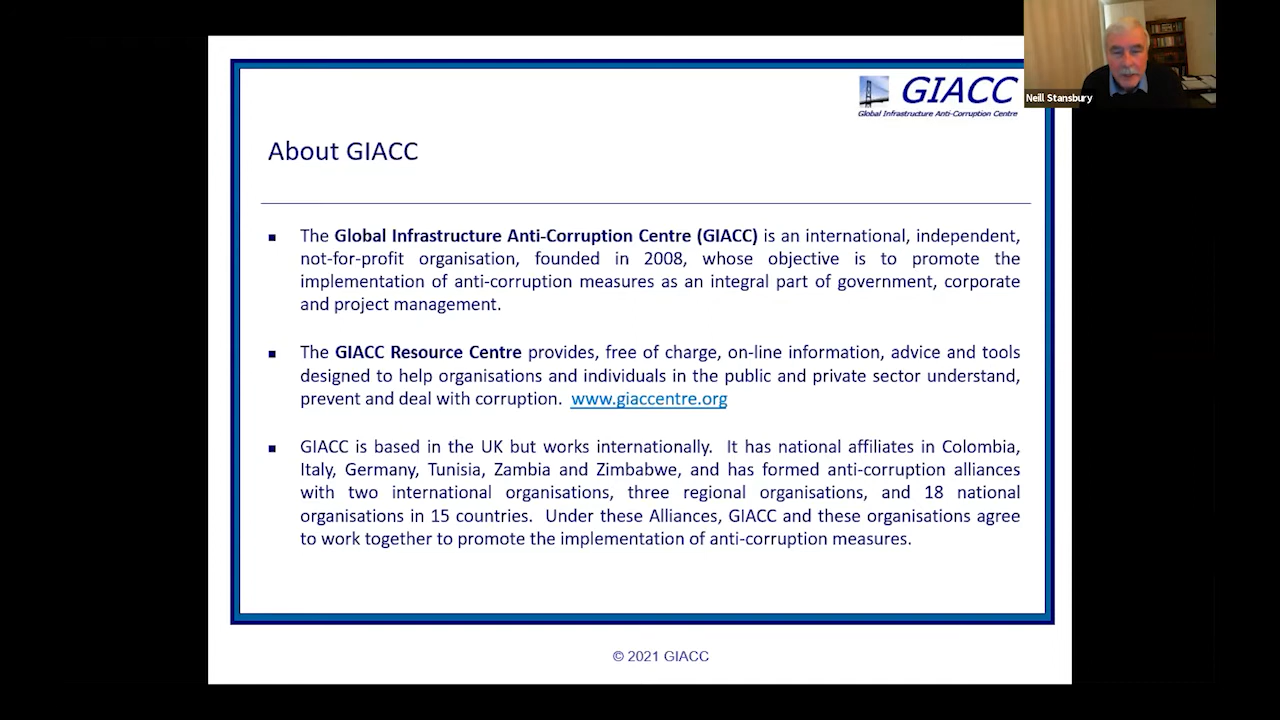 GIACC
Global Infrastructure Anti-Corruption Centre
Neill Stansbury
About GIACC
The Global Infrastructure Anti-Corruption Centre (GIACC) is an international, independent,
not-for-profit organisation, founded in 2008, whose objective is to promote the
implementation of anti-corruption measures as an integral part of government, corporate
and project management.
The GIACC Resource Centre provides, free of charge, on-line information, advice and tools
designed to help organisations and individuals in the public and private sector understand,
prevent and deal with corruption. www.giaccentre.org
GIACC is based in the UK but works internationally. It has national affiliates in Colombia,
Italy, Germany, Tunisia, Zambia and Zimbabwe, and has formed anti-corruption alliances
with two international organisations, three regional organisations, and 18 national
organisations in 15 countries. Under these Alliances, GIACC and these organisations agree
to work together to promote the implementation of anti-corruption measures.
© 2021 GIACC